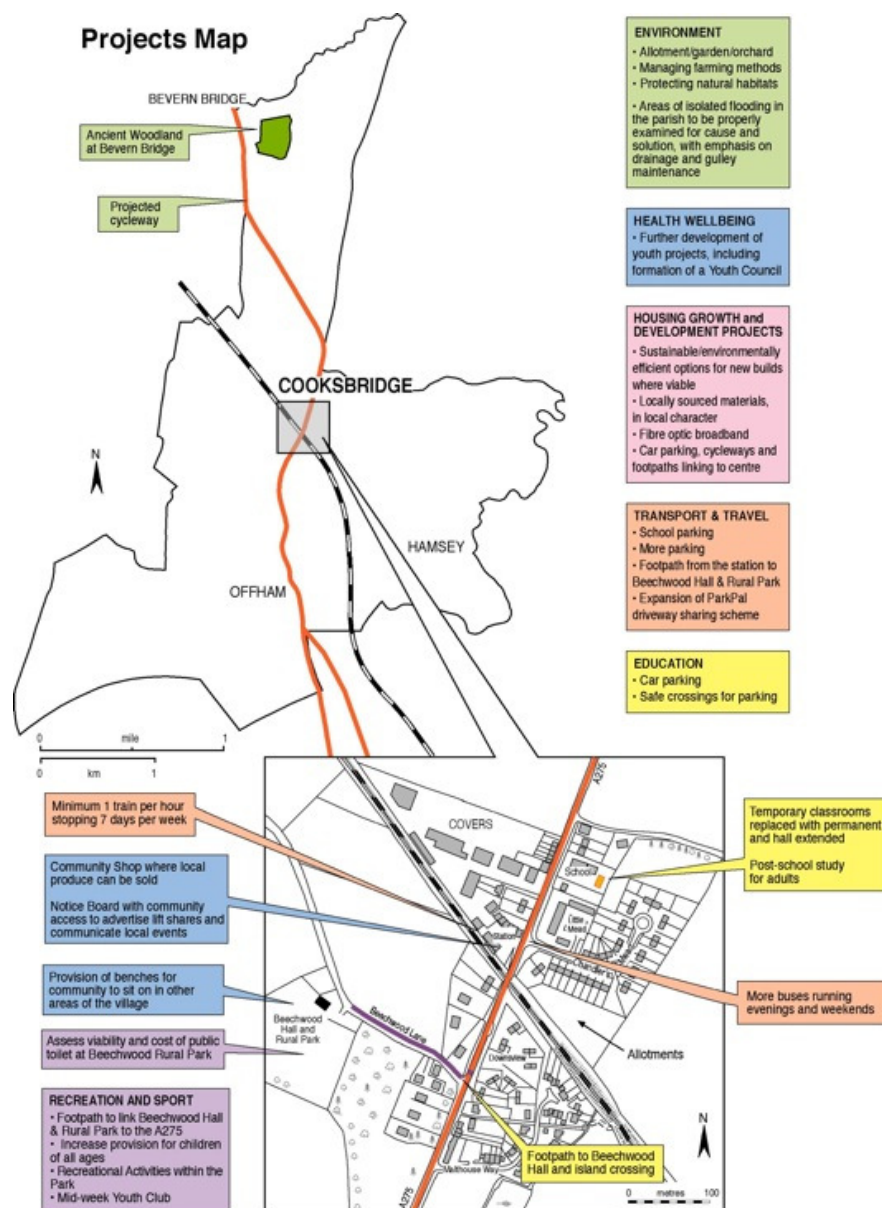 Projects Map
BEVERN BRIDGE
Ancient Woodland
at Bevern Bridge
Projected
cycleway
COOKSBRIDGE
N
HAMSEY
OFFHAM
0 mile 1
0 km 1
ENVIRONMENT
• Allotment/garden/orchard
• Managing farming methods
• Protecting natural habitats
• Areas of isolated flooding in
the parish to be properly
examined for cause and
solution, with emphasis on
drainage and gulley
maintenance
HEALTH WELLBEING
• Further development of
youth projects, including
formation of a Youth Council
HOUSING GROWTH and
DEVELOPMENT PROJECTS
• Sustainable/environmentally
efficient options for new builds
where viable
• Locally sourced materials,
in local character
• Fibre optic broadband
• Car parking, cycleways and
footpaths linking to centre
TRANSPORT & TRAVEL
• School parking
• More parking
• Footpath from the station to
Beechwood Hall & Rural Park
• Expansion of ParkPal
driveway sharing scheme
EDUCATION
• Car parking
• Safe crossings for parking
Minimum 1 train per hour
stopping 7 days per week
Community Shop where local
produce can be sold
Notice Board with community
access to advertise lift shares and
communicate local events
Provision of benches for
community to sit on in other
areas of the village
Assess viability and cost of public
toilet at Beechwood Rural Park
RECREATION AND SPORT
• Footpath to link Beechwood Hall
& Rural Park to the A275
• Increase provision for children
of all ages
• Recreational Activities within the
Park
• Mid-week Youth Club
A275
COVERS
School
Little
Mead
Station
Chandlers Mead
Beechwood
Hall and
Rural Park
Beechwood Lane
Downsview
Allotments
Malthouse Way
A275
N
0 metres 100
Temporary classrooms
replaced with permanent
and hall extended
Post-school study
for adults
More buses running
evenings and weekends
Footpath to Beechwood
Hall and island crossing